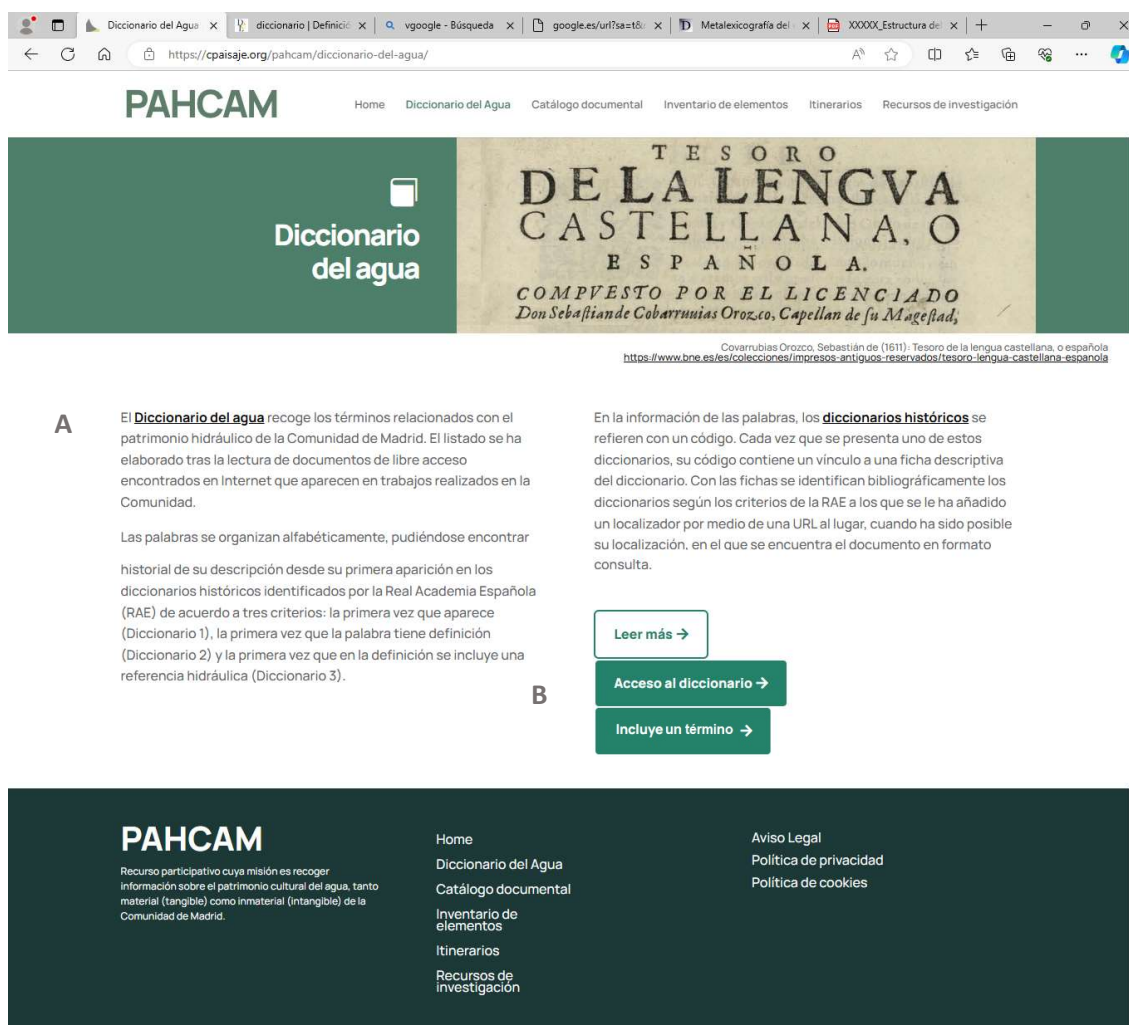 Diccionario del Agua
diccionario | Definició
vgoogle - Búsqueda
google.es/url?sa=t&
Metalexicografía del
XXXXX_Estructura del
https://cpaisaje.org/pahcam/diccionario-del-agua/
PAHCAM
Home Diccionario del Agua Catálogo documental Inventario de elementos Itinerarios Recursos de investigación
Diccionario
del agua
TESORO
DE LA LENGVA
CASTELLANA, O
ESPAÑOLA.
COMPVESTO POR EL LICENCIADO
Don Sebaſtian de Cobarruuias Orozco, Capellan de ſu Mageſtad,
Covarrubias Orozco, Sebastián de (1611): Tesoro de la lengua castellana, o española
https://www.bne.es/es/colecciones/impresos-antiguos-reservados/tesoro-lengua-castellana-espanola
A
El Diccionario del agua recoge los términos relacionados con el
patrimonio hidráulico de la Comunidad de Madrid. El listado se ha
elaborado tras la lectura de documentos de libre acceso
encontrados en Internet que aparecen en trabajos realizados en la
Comunidad.
Las palabras se organizan alfabéticamente, pudiéndose encontrar
historial de su descripción desde su primera aparición en los
diccionarios históricos identificados por la Real Academia Española
(RAE) de acuerdo a tres criterios: la primera vez que aparece
(Diccionario 1), la primera vez que la palabra tiene definición
(Diccionario 2) y la primera vez que en la definición se incluye una
referencia hidráulica (Diccionario 3).
En la información de las palabras, los diccionarios históricos se
refieren con un código. Cada vez que se presenta uno de estos
diccionarios, su código contiene un vínculo a una ficha descriptiva
del diccionario. Con las fichas se identifican bibliográficamente los
diccionarios según los criterios de la RAE a los que se le ha añadido
un localizador por medio de una URL al lugar, cuando ha sido posible
su localización, en el que se encuentra el documento en formato
consulta.
B
Leer más →
Acceso al diccionario →
Incluye un término →
PAHCAM
Recurso participativo cuya misión es recoger
información sobre el patrimonio cultural del agua, tanto
material (tangible) como inmaterial (intangible) de la
Comunidad de Madrid.
Home
Diccionario del Agua
Catálogo documental
Inventario de
elementos
Itinerarios
Recursos de
investigación
Aviso Legal
Política de privacidad
Política de cookies